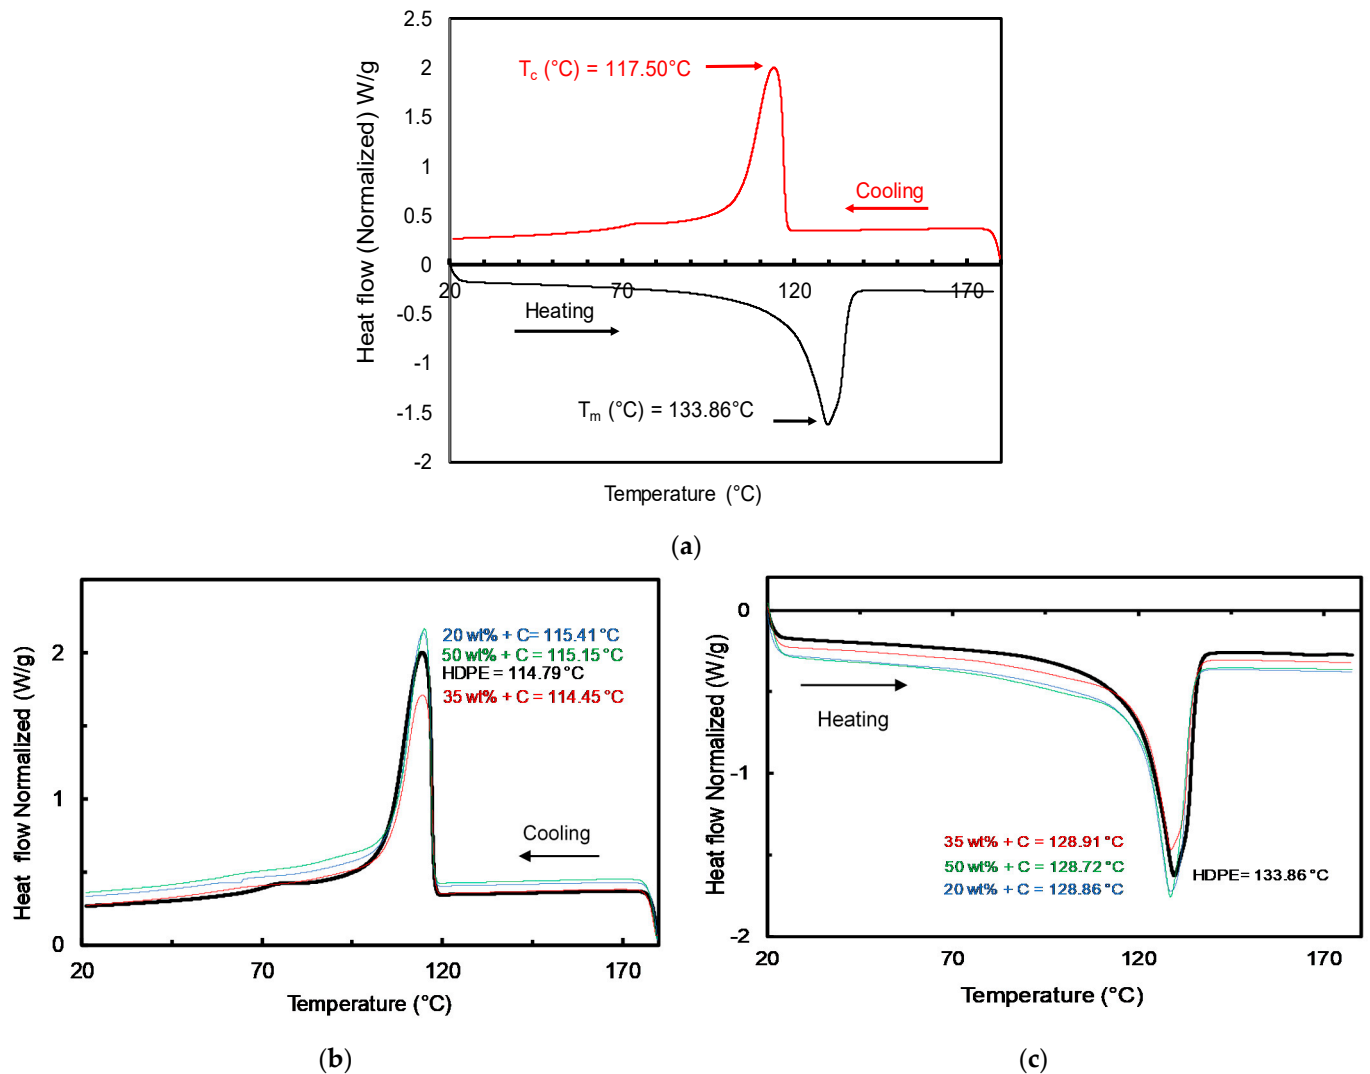 2.5
2
1.5
1
0.5
0
-0.5
-1
-1.5
-2
Heat flow (Normalized) W/g
Tc (°C) = 117.50°C
Cooling
20 70 120 170
Heating
Tm (°C) = 133.86°C
Temperature (°C)
(a)
2
1
0
Heat flow Normalized (W/g)
20 wt% + C= 115.41 °C
50 wt% + C= 115.15 °C
HDPE = 114.79 °C
35 wt% + C = 114.45 °C
Cooling
20 70 120 170
Temperature (°C)
(b)
0
-1
-2
Heat flow Normalized (W/g)
Heating
35 wt% + C = 128.91 °C
50 wt% + C = 128.72 °C
20 wt% + C = 128.86 °C
HDPE= 133.86 °C
20 70 120 170
Temperature (°C)
(c)